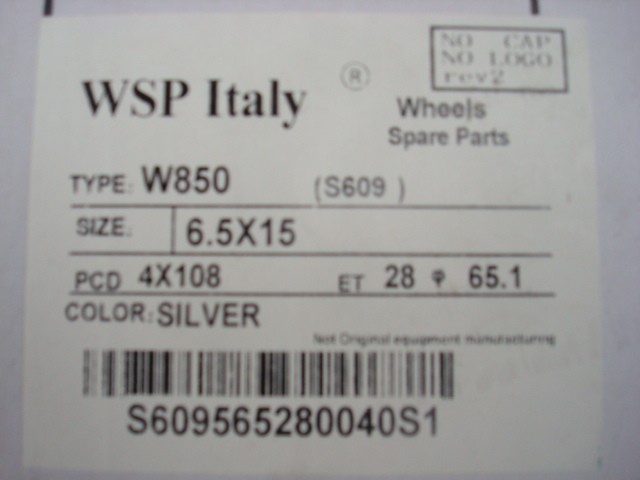 NO CAP
NO LOGO
rev2
WSP Italy ®
Wheels
Spare Parts
TYPE: W850 (S609 )
SIZE: 6.5X15
PCD 4X108 ET 28 φ 65.1
COLOR: SILVER
Not Original equipment manufacturing
S609565280040S1